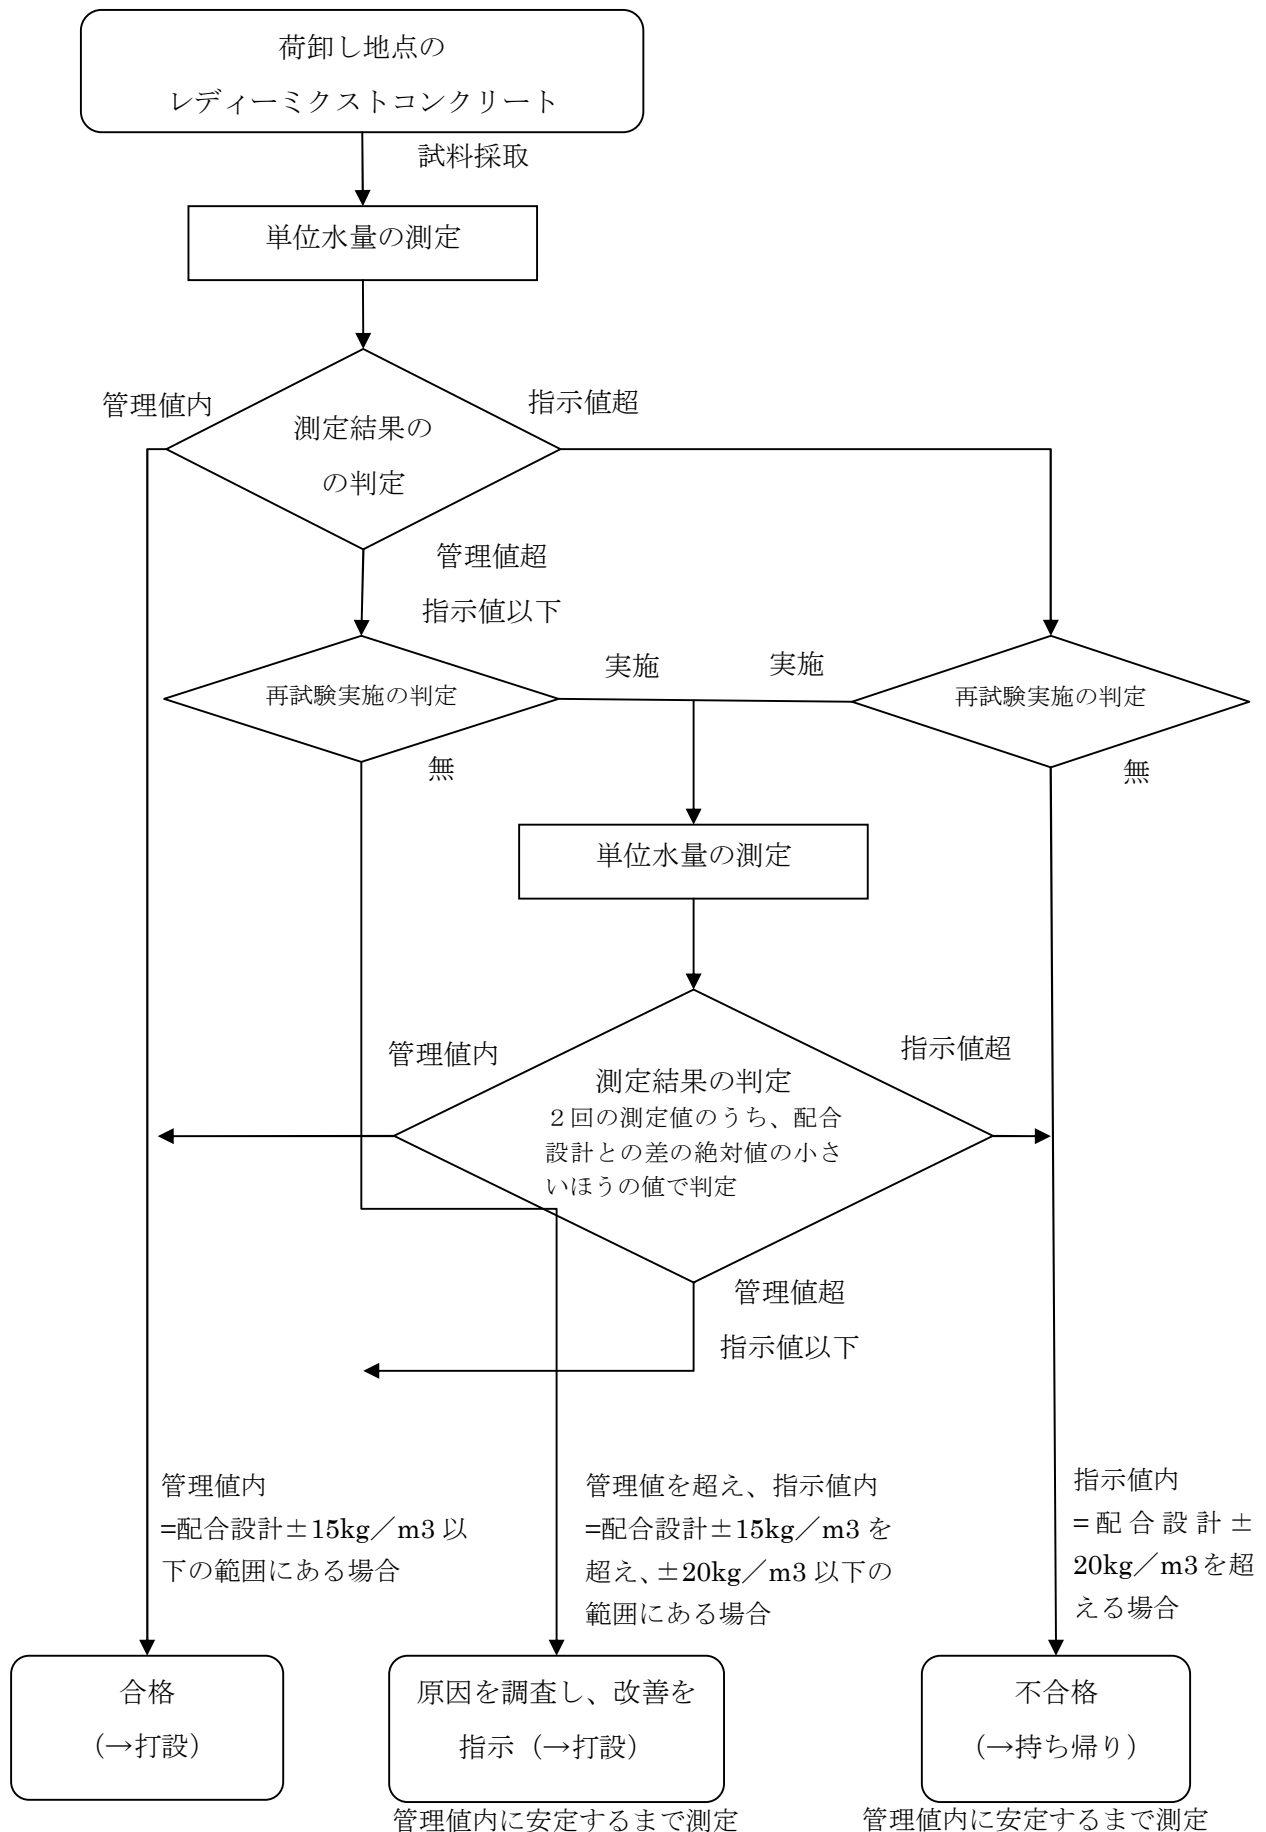 荷卸し地点の
レディーミクストコンクリート
試料採取
単位水量の測定
管理値内
指示値超
測定結果の
の判定
管理値超
指示値以下
実施
実施
再試験実施の判定
再試験実施の判定
無
無
単位水量の測定
管理値内
指示値超
測定結果の判定
２回の測定値のうち、配合
設計との差の絶対値の小さ
いほうの値で判定
管理値超
指示値以下
管理値内
=配合設計±15kg／m3 以
下の範囲にある場合
管理値を超え、指示値内
=配合設計±15kg／m3 を
超え、±20kg／m3 以下の
範囲にある場合
指示値内
=配合設計±
20kg／m3を超
える場合
合格
（→打設）
原因を調査し、改善を
指示（→打設）
不合格
（→持ち帰り）
管理値内に安定するまで測定
管理値内に安定するまで測定